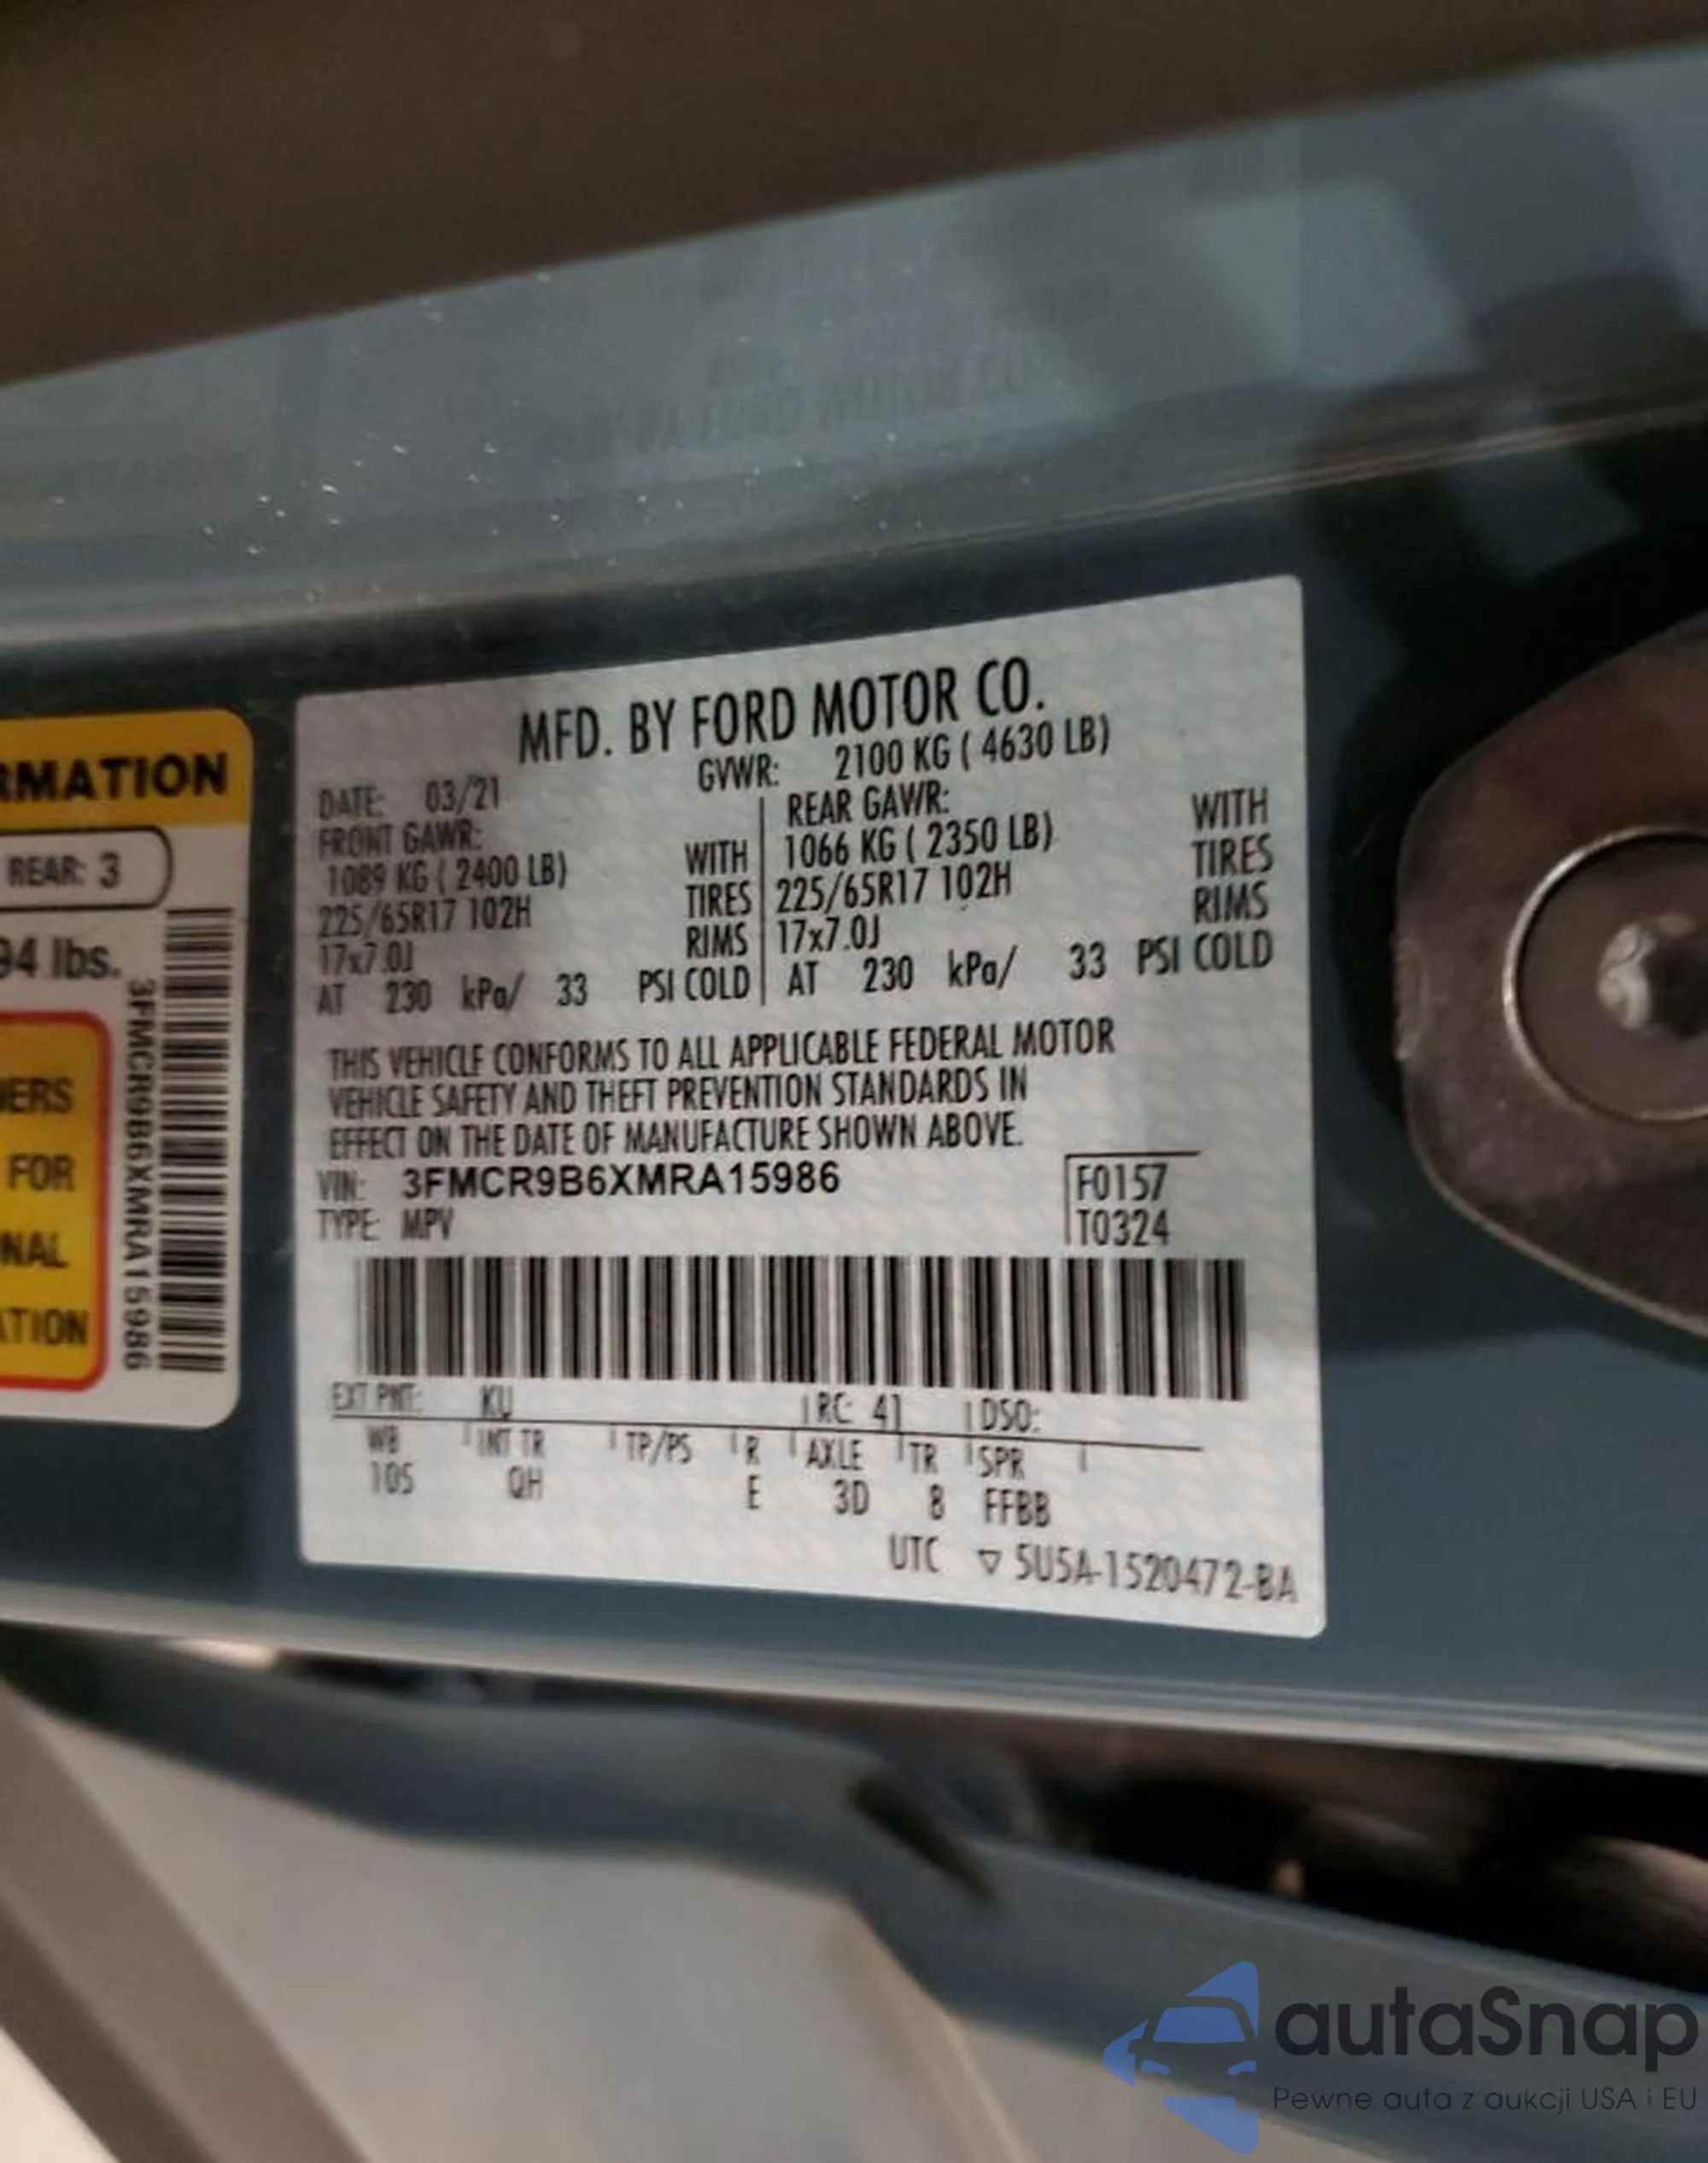 MFD. BY FORD MOTOR CO.
DATE: 03/21 GVWR: 2100 KG ( 4630 LB)
FRONT GAWR: REAR GAWR:
1089 KG ( 2400 LB) WITH 1066 KG ( 2350 LB) WITH
225/65R17 102H TIRES 225/65R17 102H TIRES
17x7.0J RIMS 17x7.0J RIMS
AT 230 kPa/ 33 PSI COLD AT 230 kPa/ 33 PSI COLD
THIS VEHICLE CONFORMS TO ALL APPLICABLE FEDERAL MOTOR
VEHICLE SAFETY AND THEFT PREVENTION STANDARDS IN
EFFECT ON THE DATE OF MANUFACTURE SHOWN ABOVE.
VIN: 3FMCR9B6XMRA15986 F0157
TYPE: MPV T0324
EXT PNT: KU RC: 41 DSO:
WB INT TR TP/PS R AXLE TR SPR
105 QH E 3D 8 FFBB
UTC ▽ 5U5A-1520472-BA
RMATION
REAR: 3
94 lbs.
ERS
FOR
NAL
ATION
3FMCR9B6XMRA15986
autaSnap
Pewne auta z aukcji USA i EU